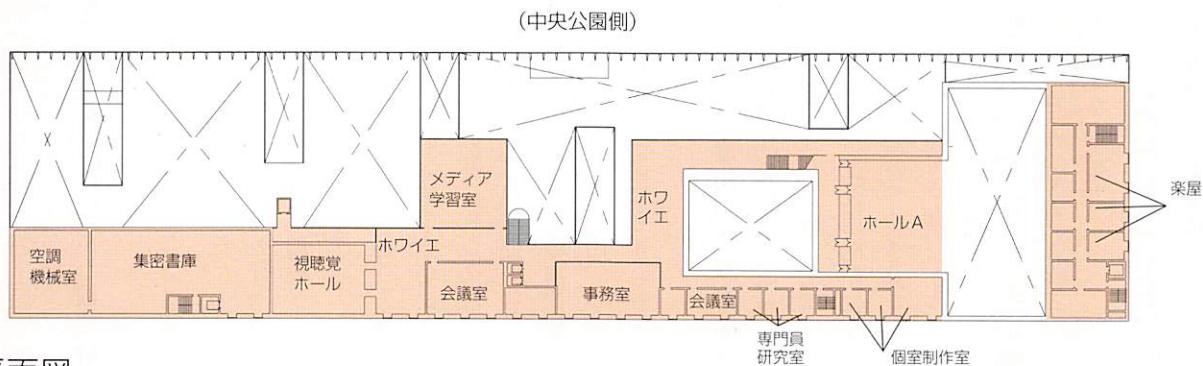 (中央公園側)
メディア
学習室
ホワ
イエ
ホールA
楽屋
空調
機械室
集密書庫
視聴覚
ホール
ホワイエ
会議室
事務室
会議室
専門員
研究室
個室制作室